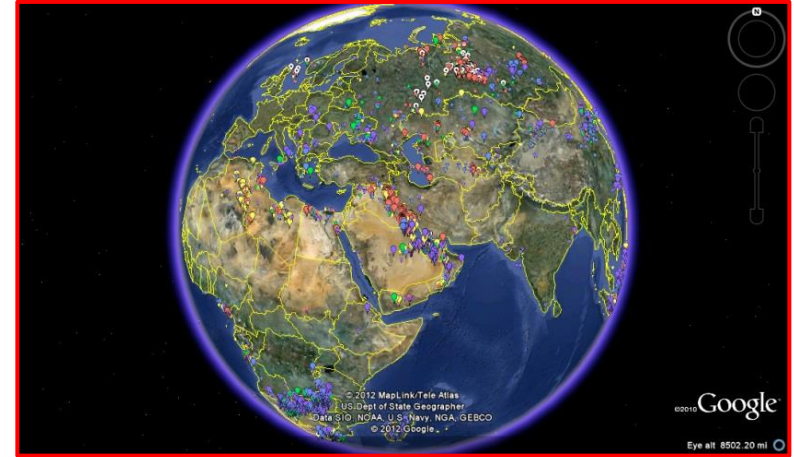 N
© 2012 MapLink/Tele Atlas
US Dept of State Geographer
Data SIO, NOAA, U.S. Navy, NGA, GEBCO
© 2012 Google
©2010 Google
Eye alt 8502.20 mi